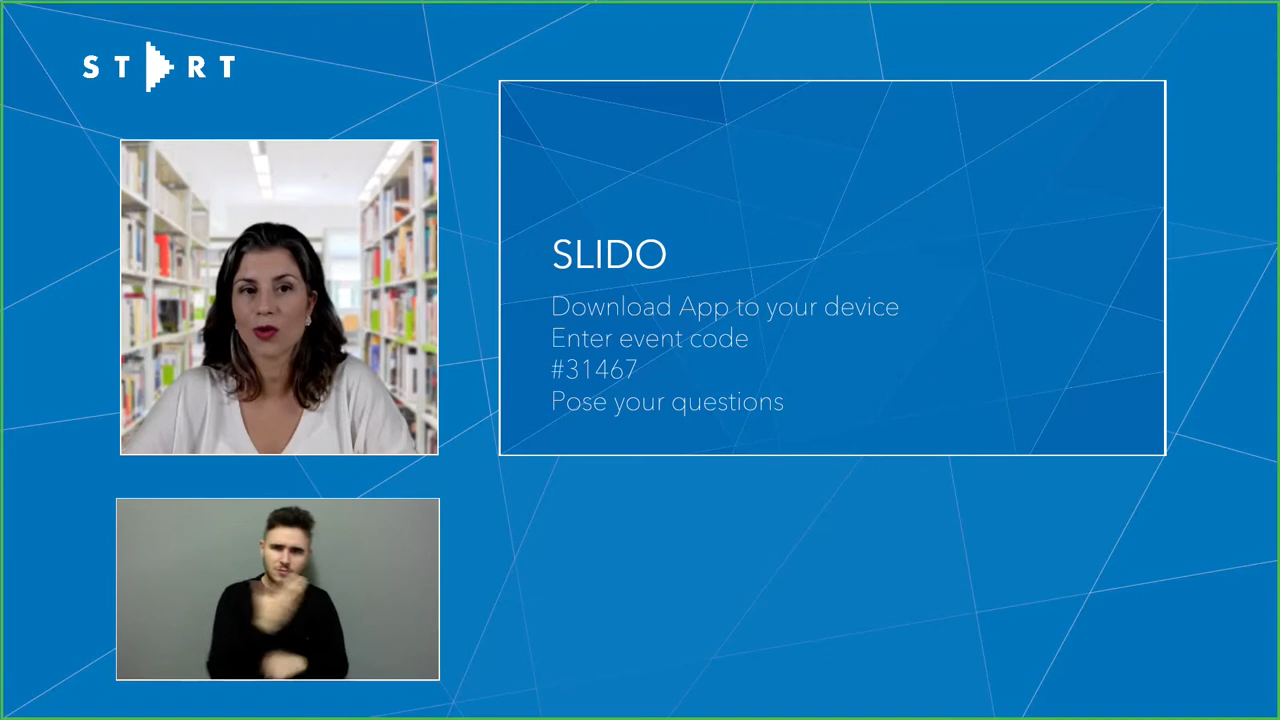 START
SLIDO
Download App to your device
Enter event code
#31467
Pose your questions